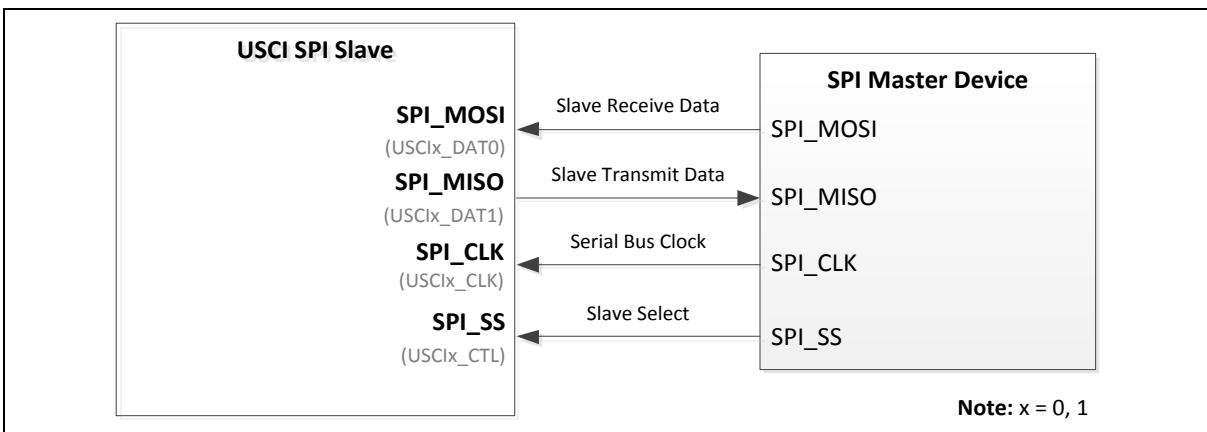 USCI SPI Slave
SPI_MOSI
(USCIx_DAT0)
SPI_MISO
(USCIx_DAT1)
SPI_CLK
(USCIx_CLK)
SPI_SS
(USCIx_CTL)
Slave Receive Data
Slave Transmit Data
Serial Bus Clock
Slave Select
SPI Master Device
SPI_MOSI
SPI_MISO
SPI_CLK
SPI_SS
Note: x = 0, 1